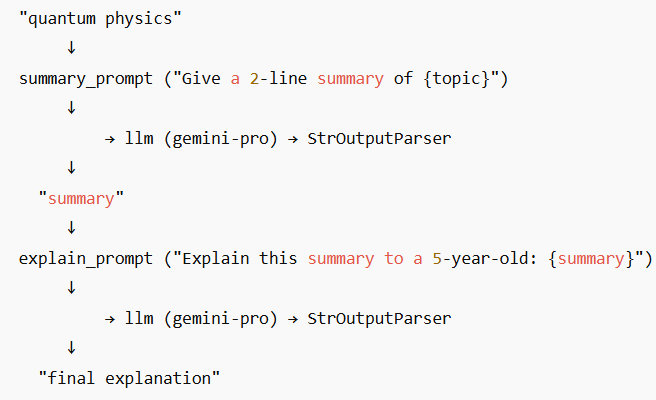 "quantum physics"
↓
summary_prompt ("Give a 2-line summary of {topic}")
↓
→ llm (gemini-pro) → StrOutputParser
↓
"summary"
↓
explain_prompt ("Explain this summary to a 5-year-old: {summary}")
↓
→ llm (gemini-pro) → StrOutputParser
↓
"final explanation"